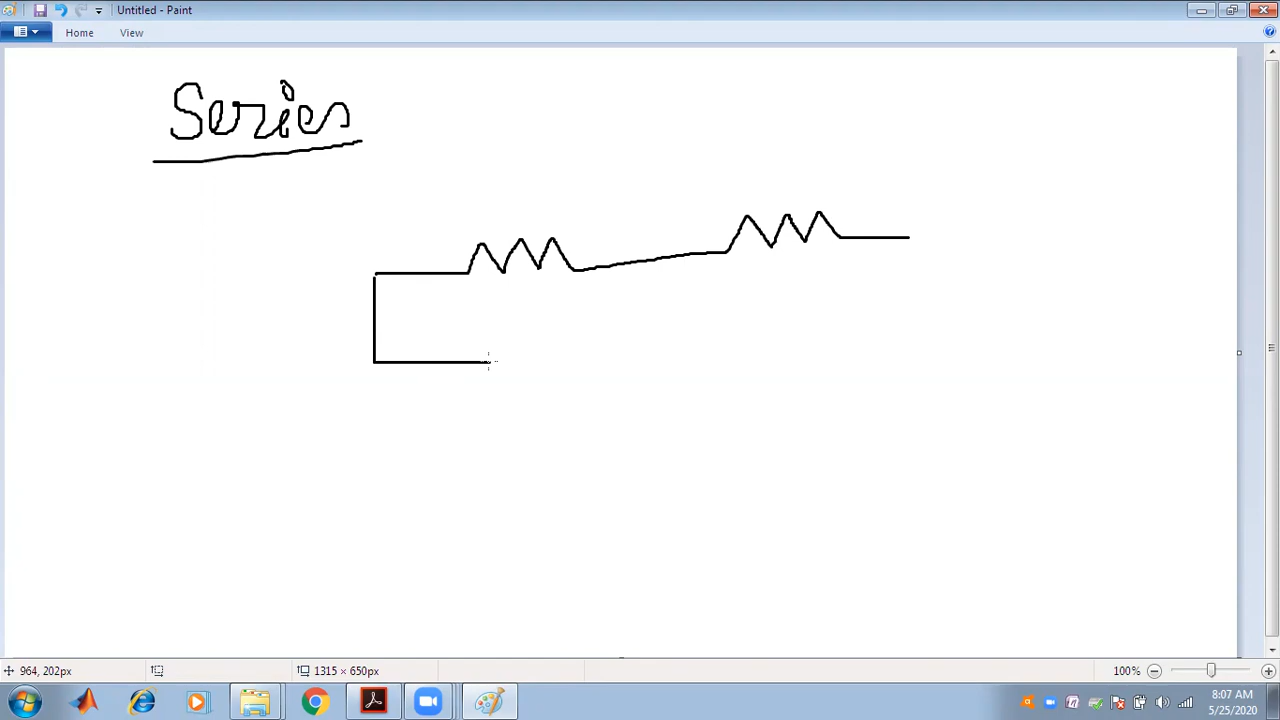 Untitled - Paint
Home View
Series
964, 202px
1315 × 650px
100%
8:07 AM
5/25/2020